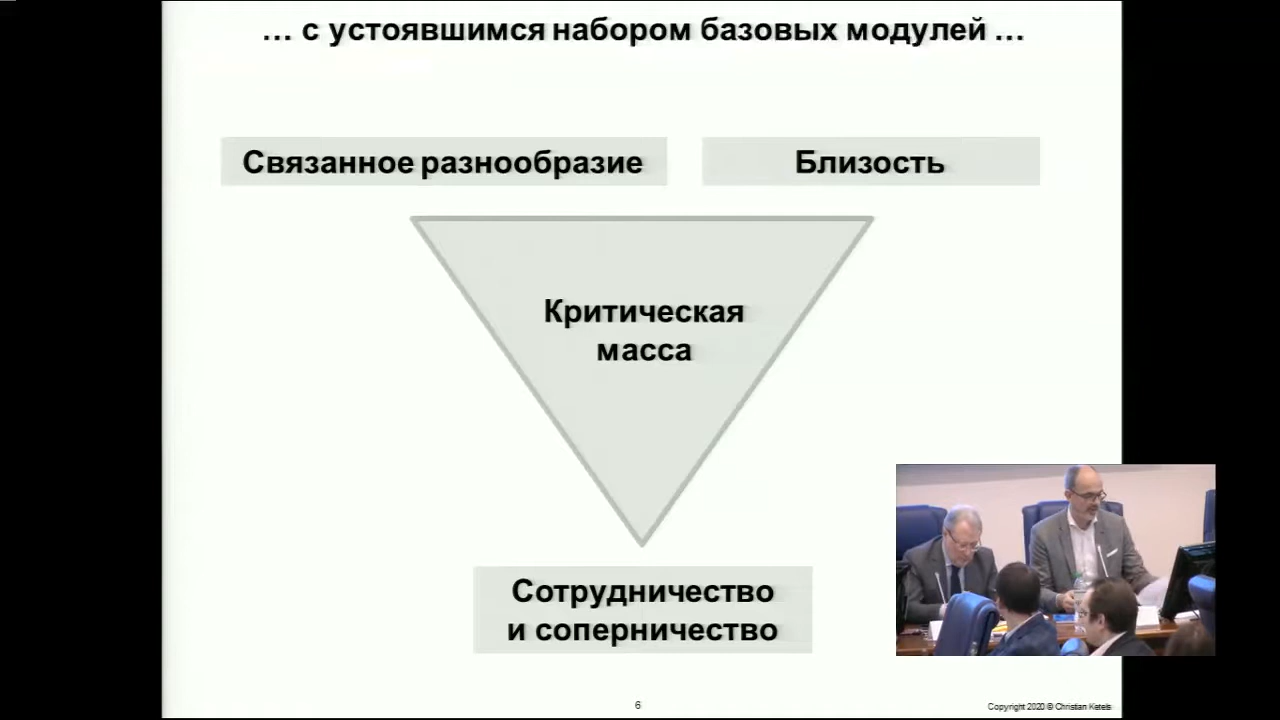 … с устоявшимся набором базовых модулей …
Связанное разнообразие
Близость
Критическая
масса
Сотрудничество
и соперничество
6
Copyright 2020 © Christian Ketels